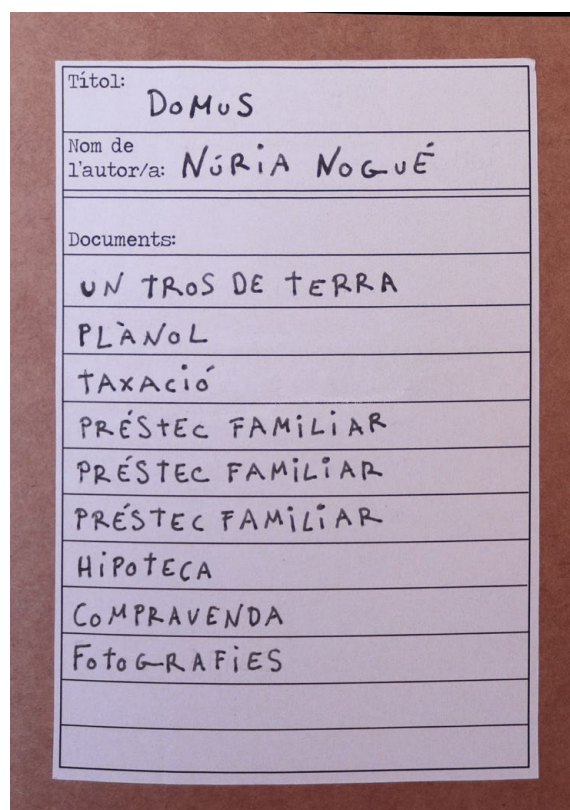 Títol:
DOMUS
Nom de
l'autor/a: NÚRIA NOGUÉ
Documents:
UN TROS DE TERRA
PLÀNOL
TAXACIÓ
PRÉSTEC FAMILIAR
PRÉSTEC FAMILIAR
PRÉSTEC FAMILIAR
HIPOTECA
COMPRAVENDA
FOTOGRAFIES